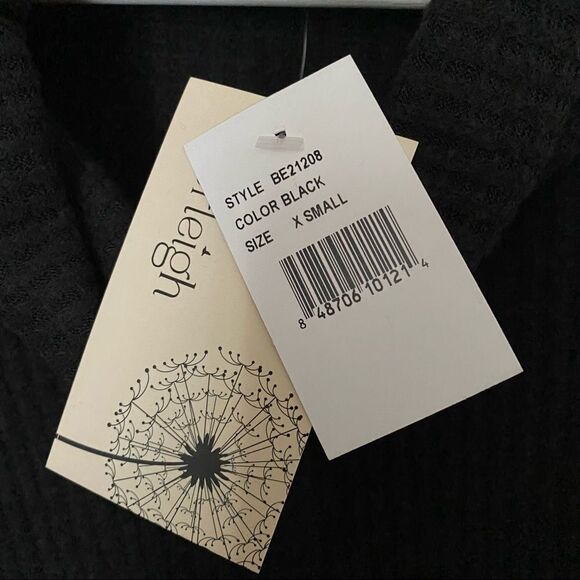 STYLE BE21208
COLOR BLACK
SIZE X SMALL
8 48706 10121 4
leigh